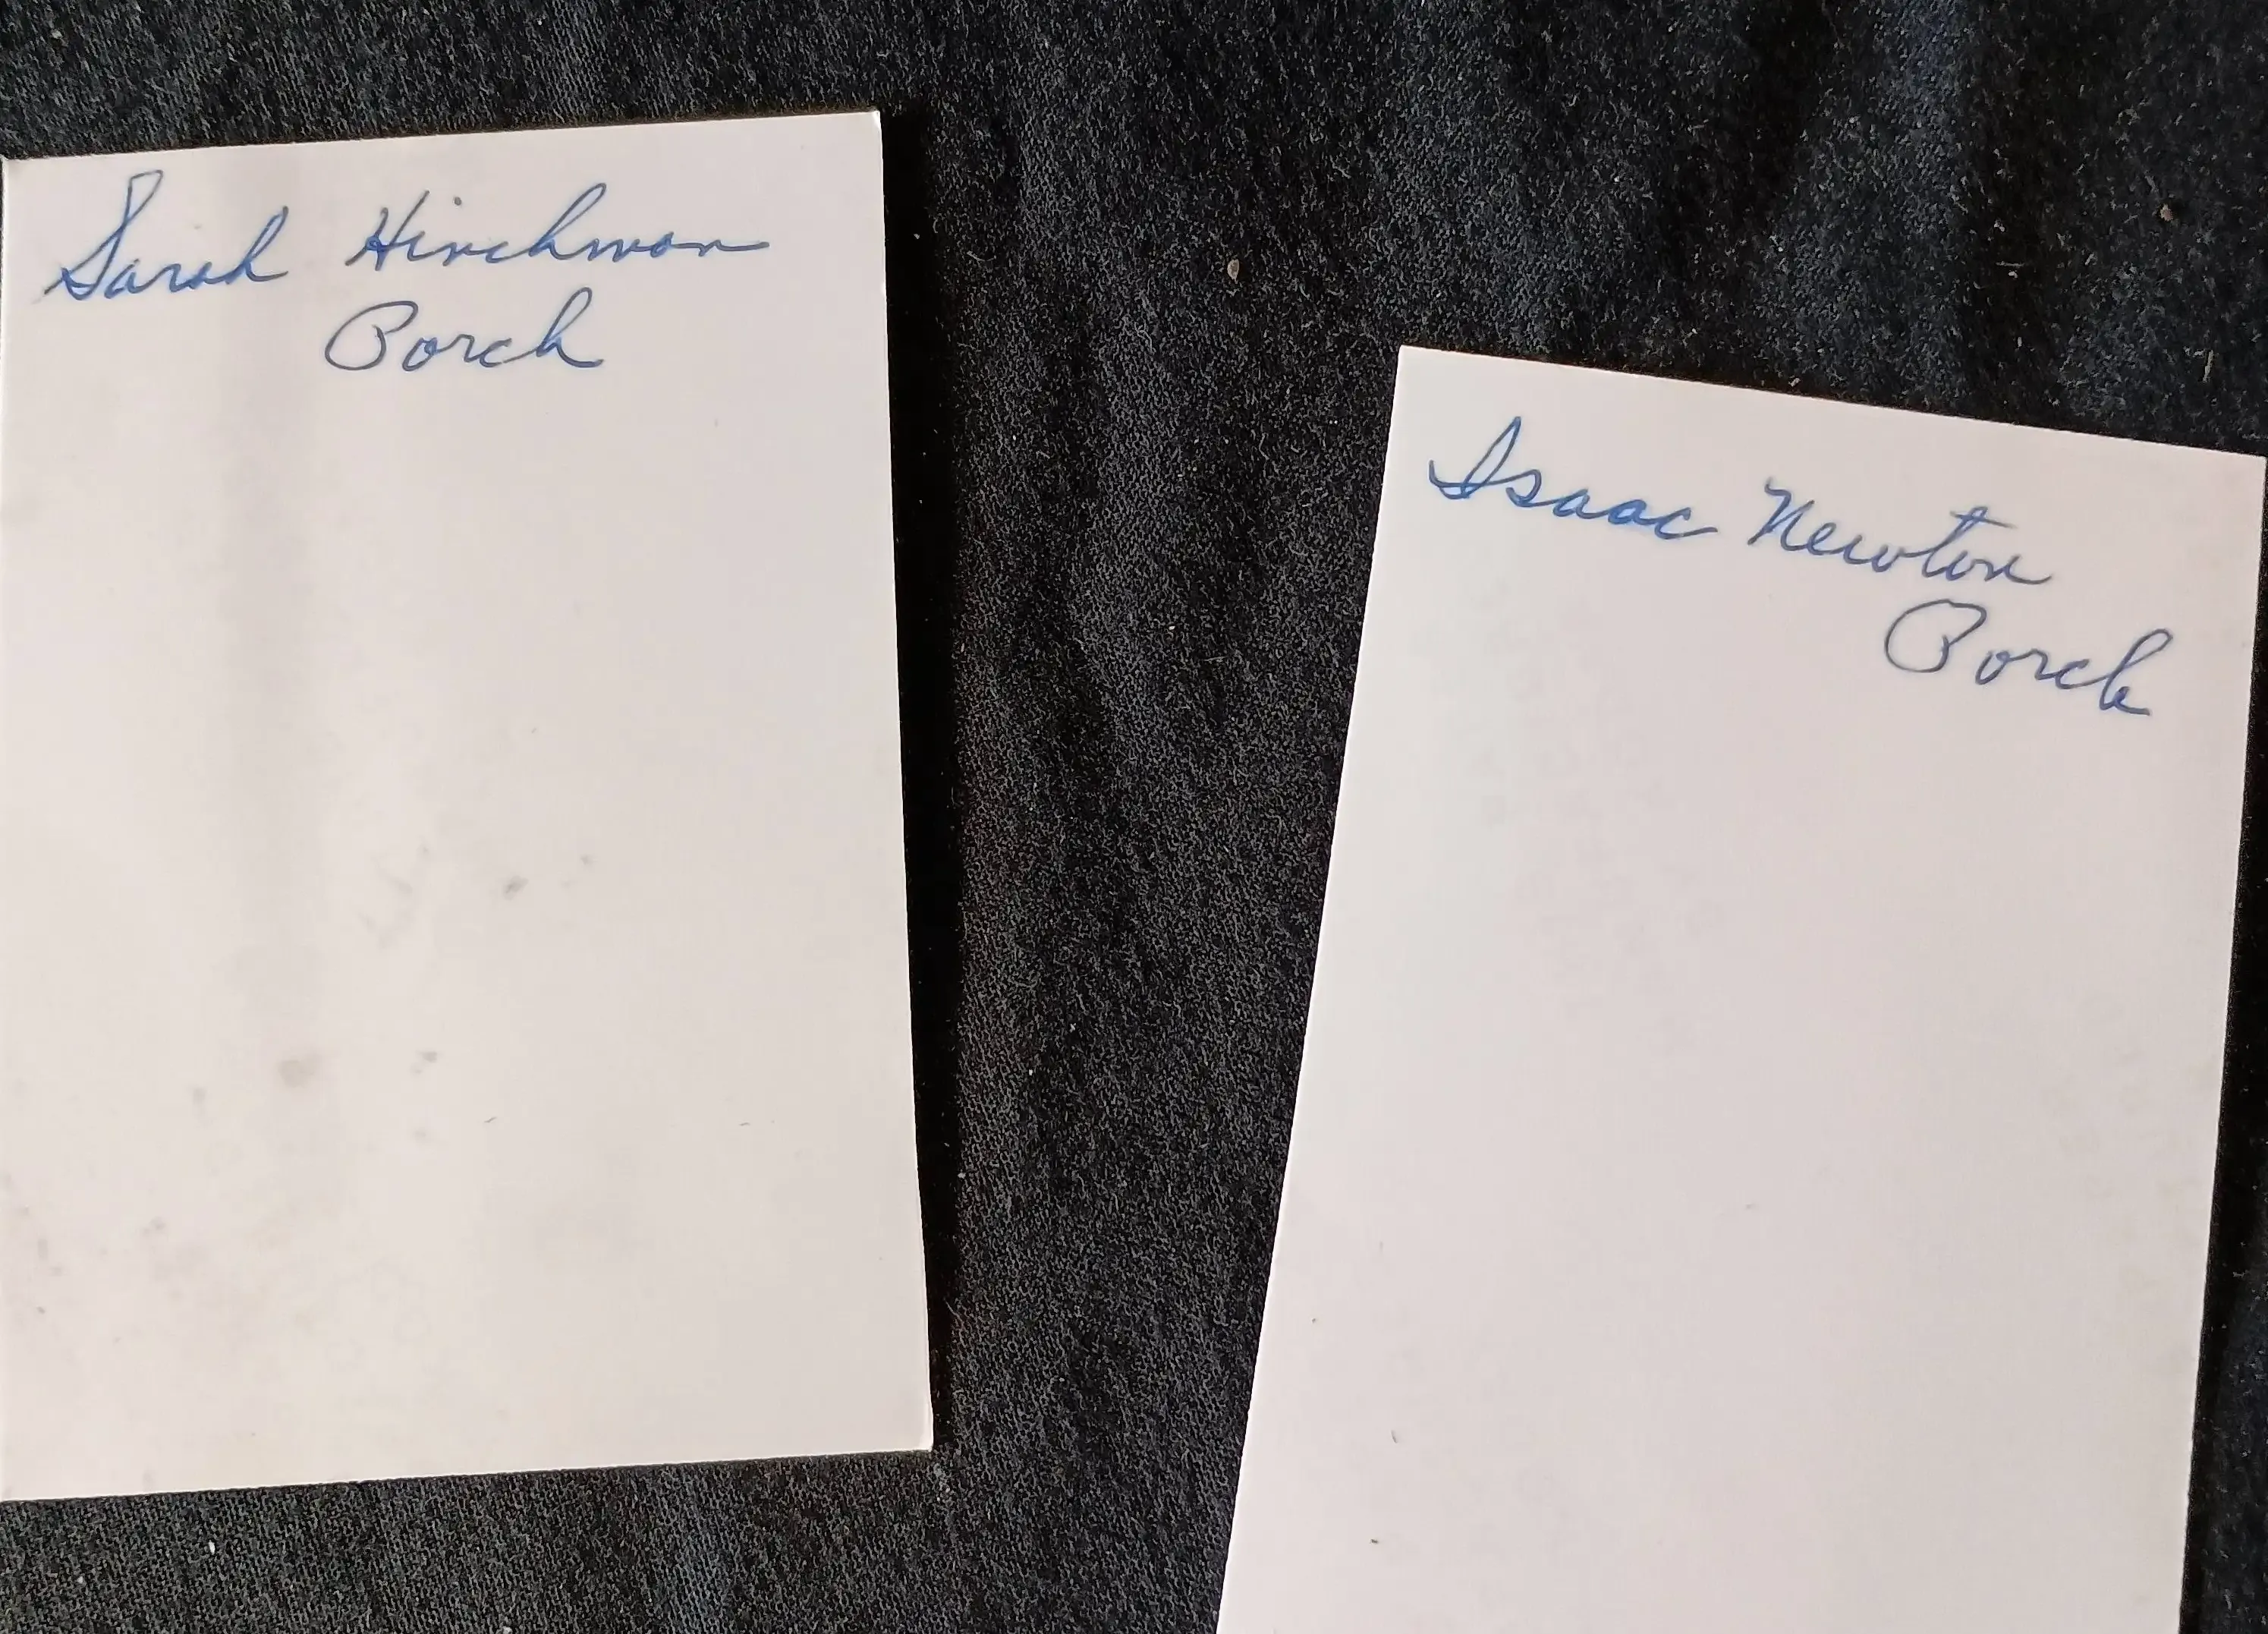 Sarah Hinchman
Porch
Isaac Newton
Porch